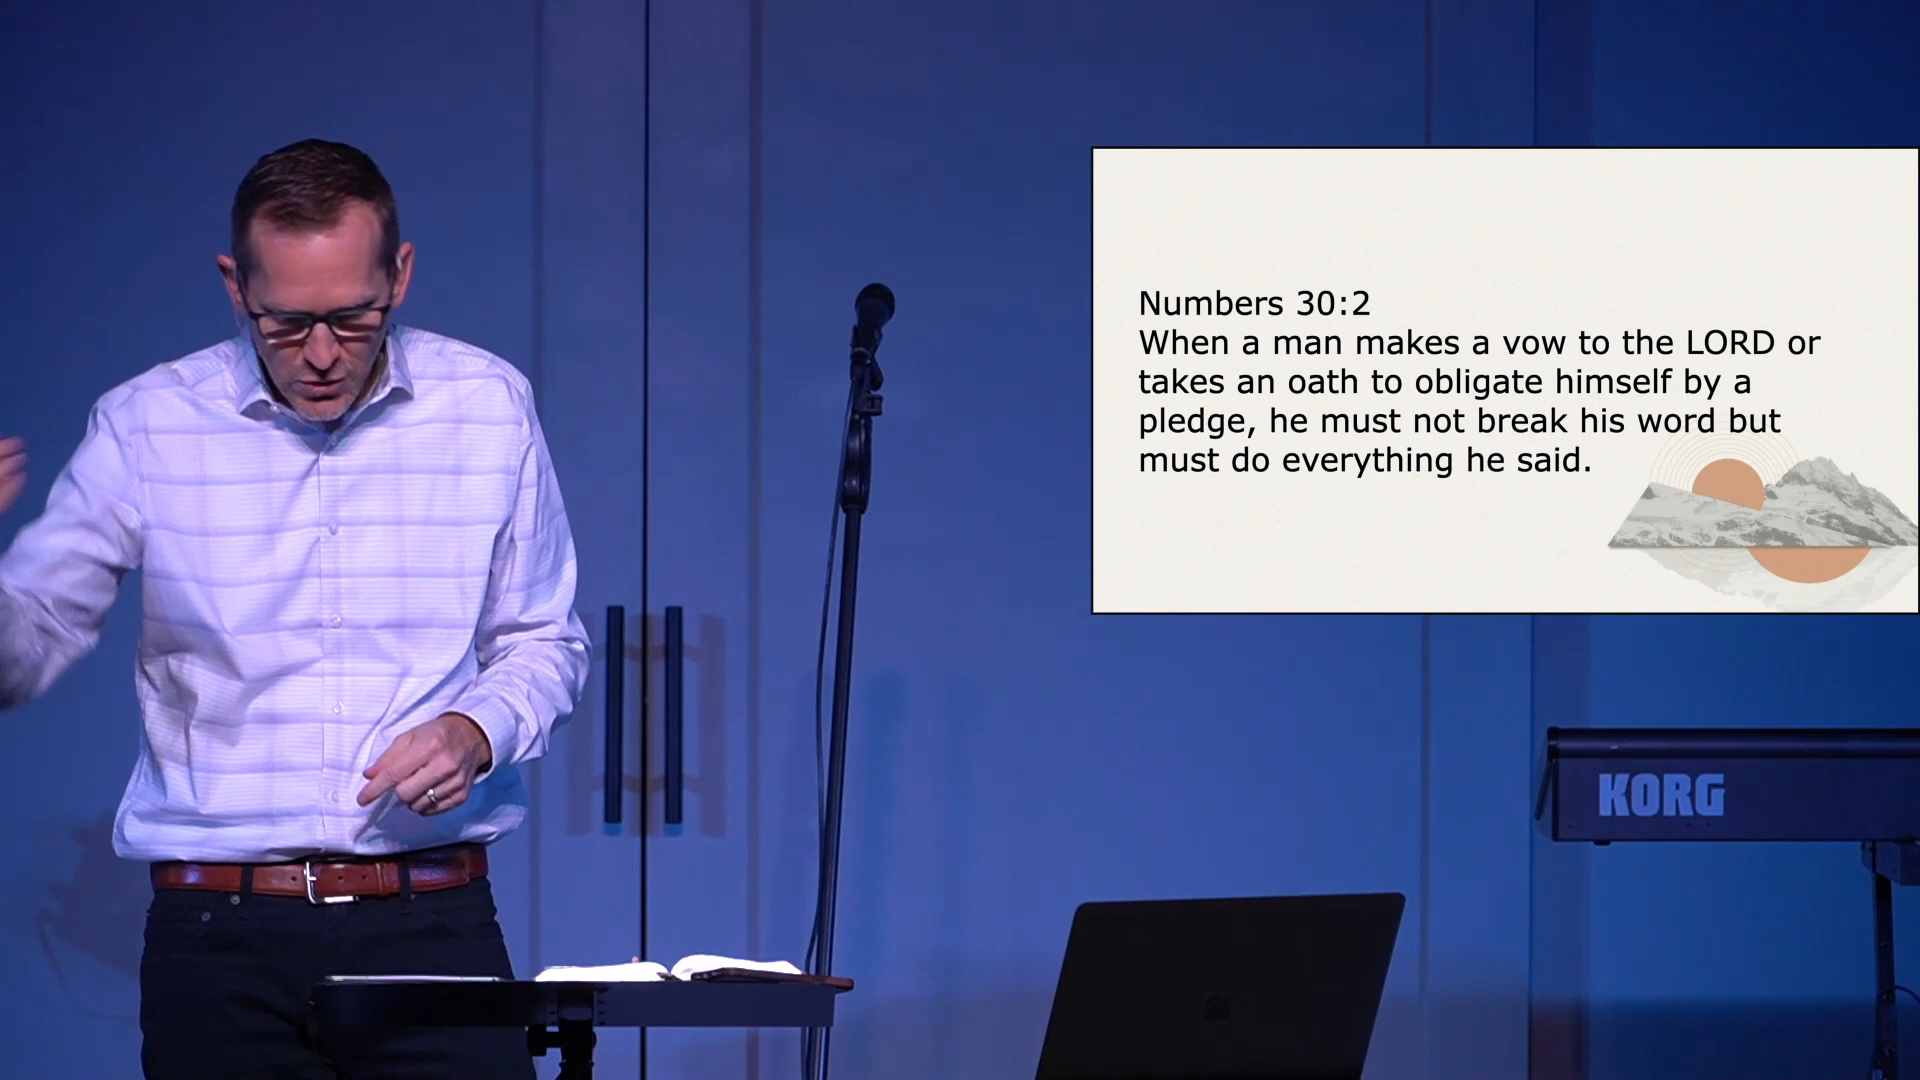 Numbers 30:2
When a man makes a vow to the LORD or
takes an oath to obligate himself by a
pledge, he must not break his word but
must do everything he said.
KORG